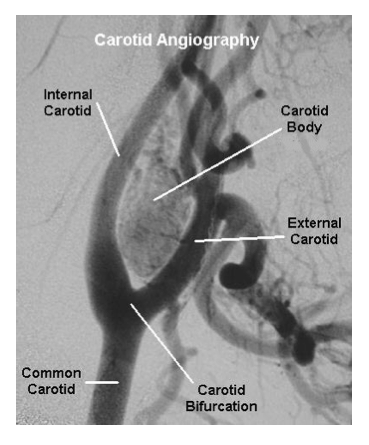 Carotid Angiography
Internal
Carotid
Carotid
Body
External
Carotid
Common
Carotid
Carotid
Bifurcation